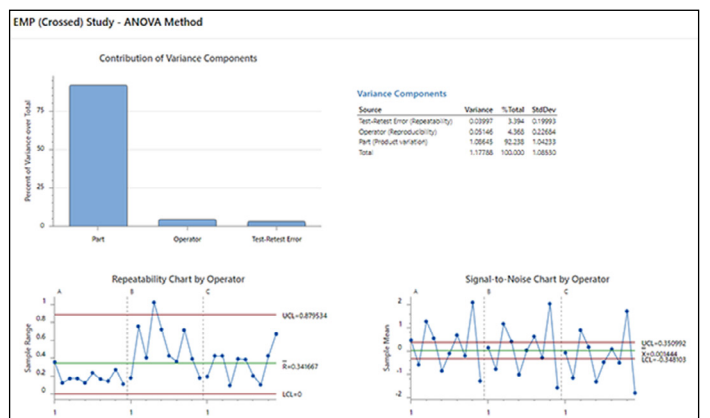 EMP (Crossed) Study - ANOVA Method
Contribution of Variance Components
Percent of Variance over Total
75
50
25
0
Part
Operator
Test-Retest Error
Variance Components
Source Variance %Total StdDev
Test-Retest Error (Repeatability) 0.03997 3.394 0.19993
Operator (Reproducibility) 0.05146 4.368 0.22684
Part (Product variation) 1.08645 92.238 1.04233
Total 1.17788 100.000 1.08530
Repeatability Chart by Operator
A
B
C
Sample Range
1
0.8
0.6
0.4
0.2
0
UCL=0.879534
R=0.341667
LCL=0
1
1
1
Signal-to-Noise Chart by Operator
A
B
C
Sample Mean
2
1
0
-1
-2
UCL=0.350992
X=0.001444
LCL=-0.348103
1
1
1